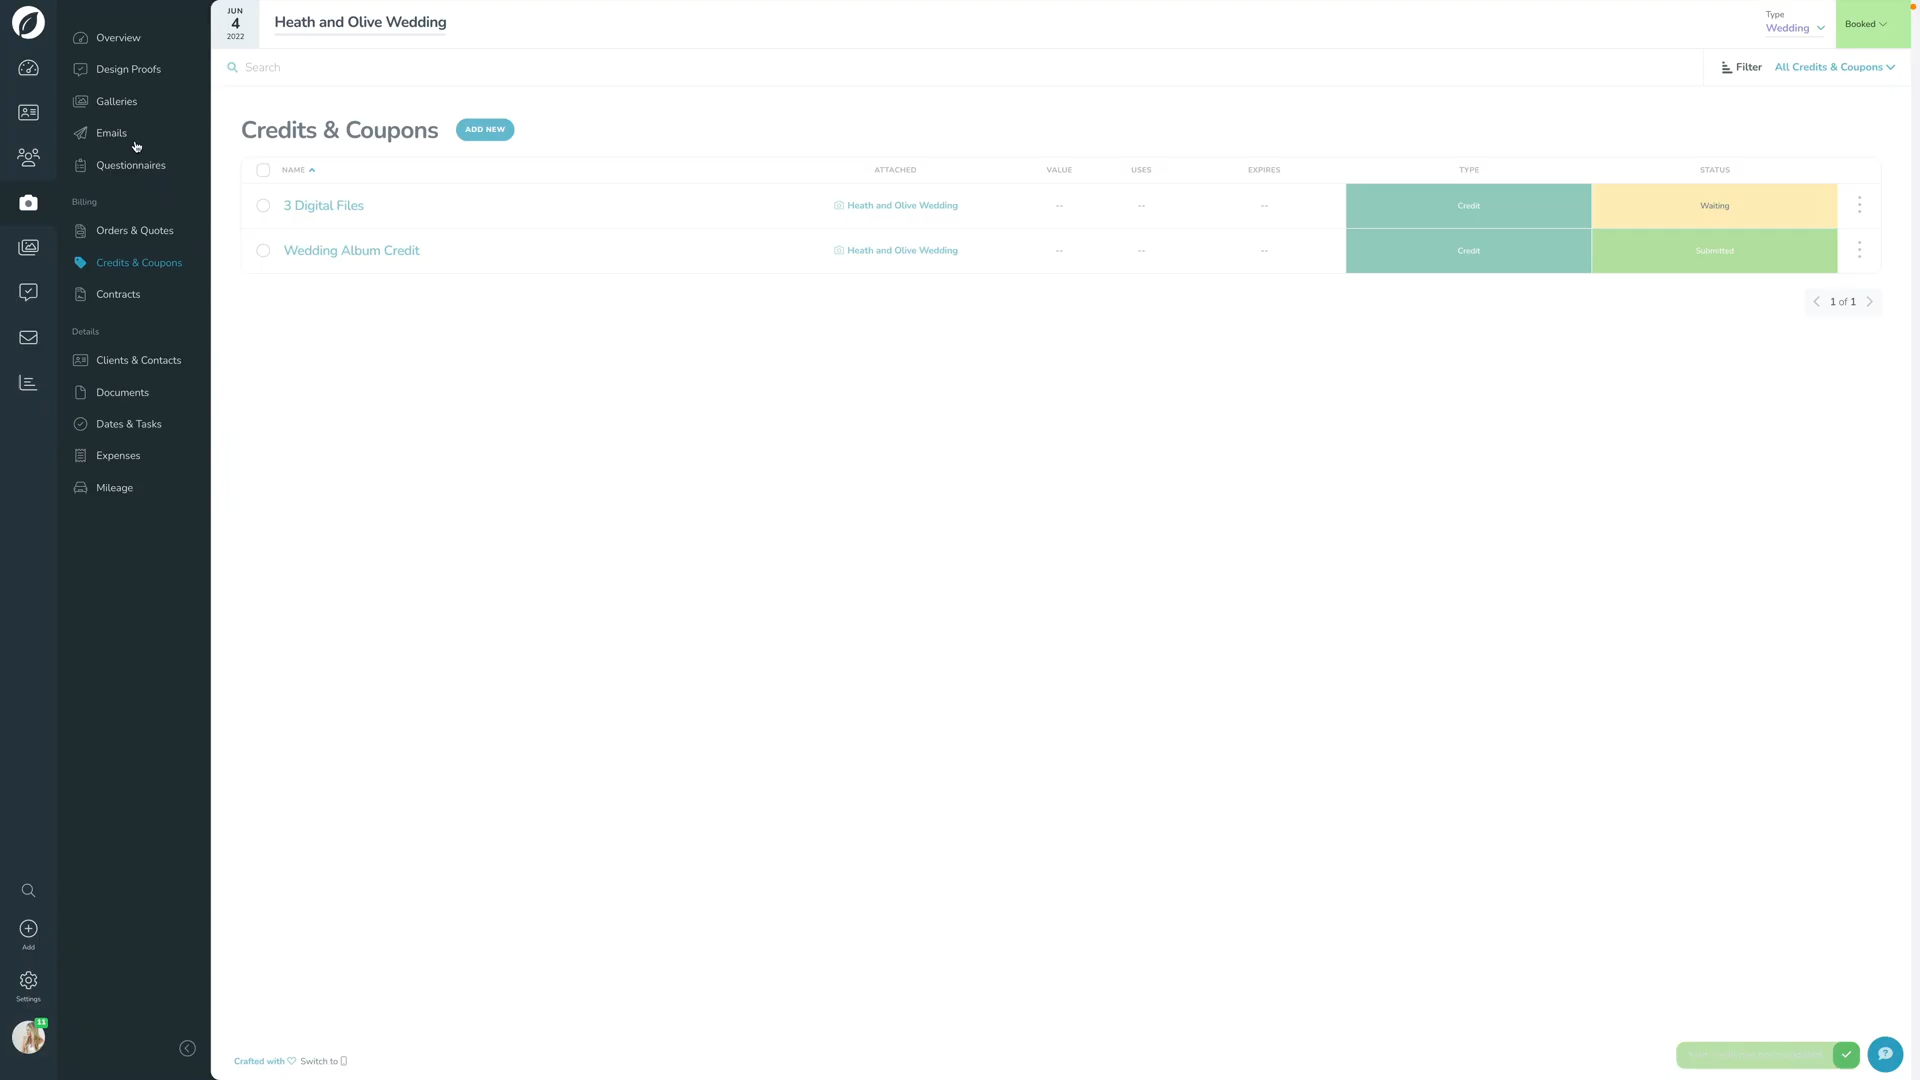 JUN
4
2022
Heath and Olive Wedding
Type
Wedding
Booked
Overview
Design Proofs
Galleries
Emails
Questionnaires
Billing
Orders & Quotes
Credits & Coupons
Contracts
Details
Clients & Contacts
Documents
Dates & Tasks
Expenses
Mileage
Add
Settings
11
Search
Filter All Credits & Coupons
Credits & Coupons ADD NEW
NAME ATTACHED VALUE USES EXPIRES TYPE STATUS
3 Digital Files Heath and Olive Wedding -- -- -- Credit Waiting
Wedding Album Credit Heath and Olive Wedding -- -- -- Credit Submitted
1 of 1
Crafted with Switch to